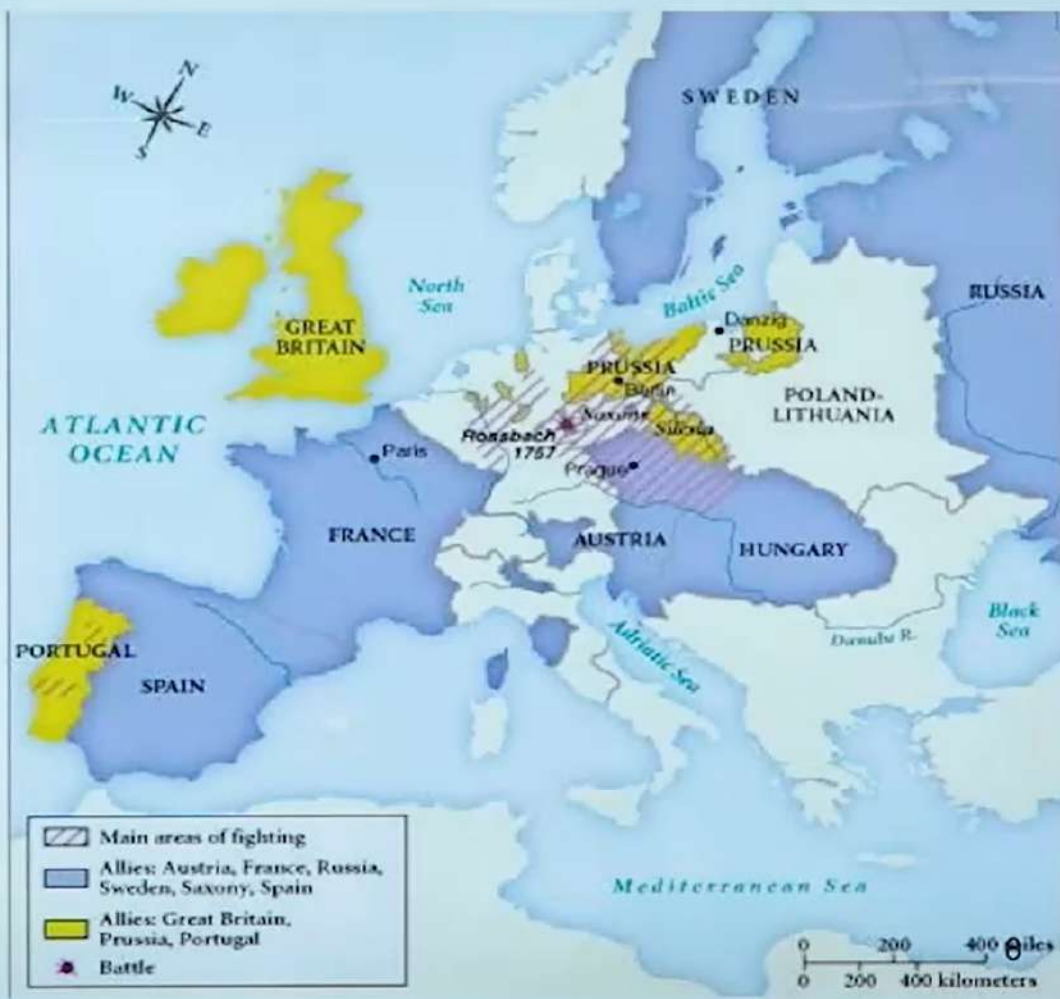 N
W
E
S
SWEDEN
RUSSIA
North
Sea
Baltic Sea
Danzig
PRUSSIA
GREAT
BRITAIN
PRUSSIA
Berlin
POLAND-
LITHUANIA
Saxony
Silesia
ATLANTIC
OCEAN
Rossbach
1757
Paris
Prague
FRANCE
AUSTRIA
HUNGARY
Black
Sea
Adriatic Sea
Danube R.
PORTUGAL
SPAIN
Main areas of fighting
Allies: Austria, France, Russia,
Sweden, Saxony, Spain
Allies: Great Britain,
Prussia, Portugal
Battle
Mediterranean Sea
0 200 400 miles
0 200 400 kilometers